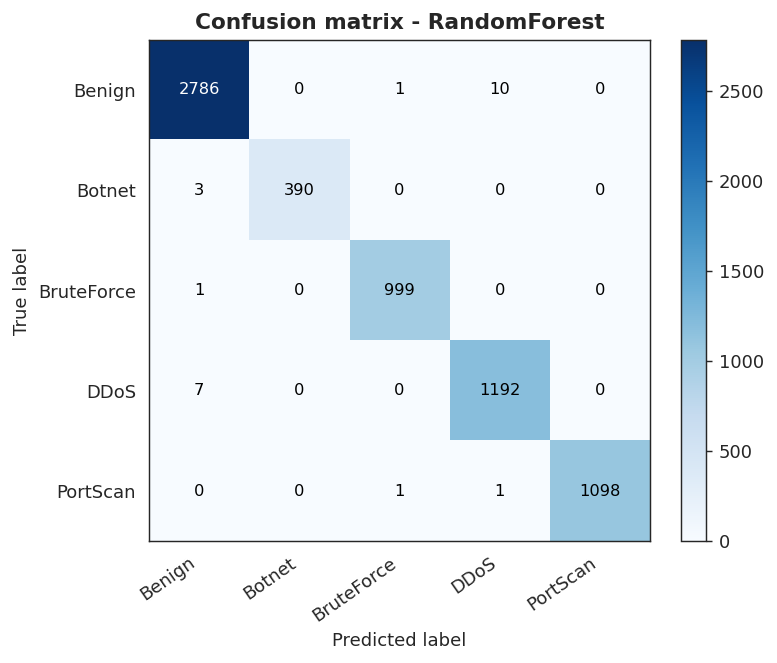 Confusion matrix - RandomForest
True label
Benign 2786 0 1 10 0
Botnet 3 390 0 0 0
BruteForce 1 0 999 0 0
DDoS 7 0 0 1192 0
PortScan 0 0 1 1 1098
Benign Botnet BruteForce DDoS PortScan
Predicted label
2500
2000
1500
1000
500
0